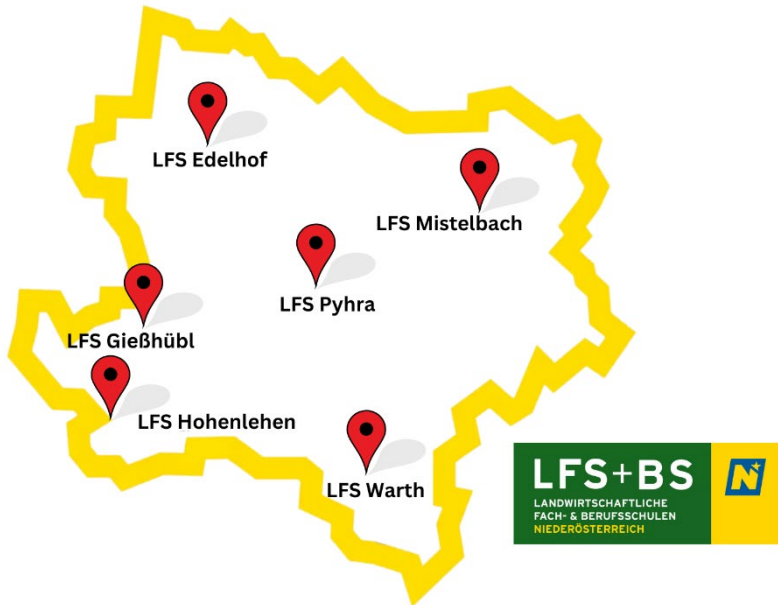 LFS Edelhof
LFS Mistelbach
LFS Pyhra
LFS Gießhübl
LFS Hohenlehen
LFS Warth
LFS+BS
LANDWIRTSCHAFTLICHE
FACH- & BERUFSSCHULEN
NIEDERÖSTERREICH
N